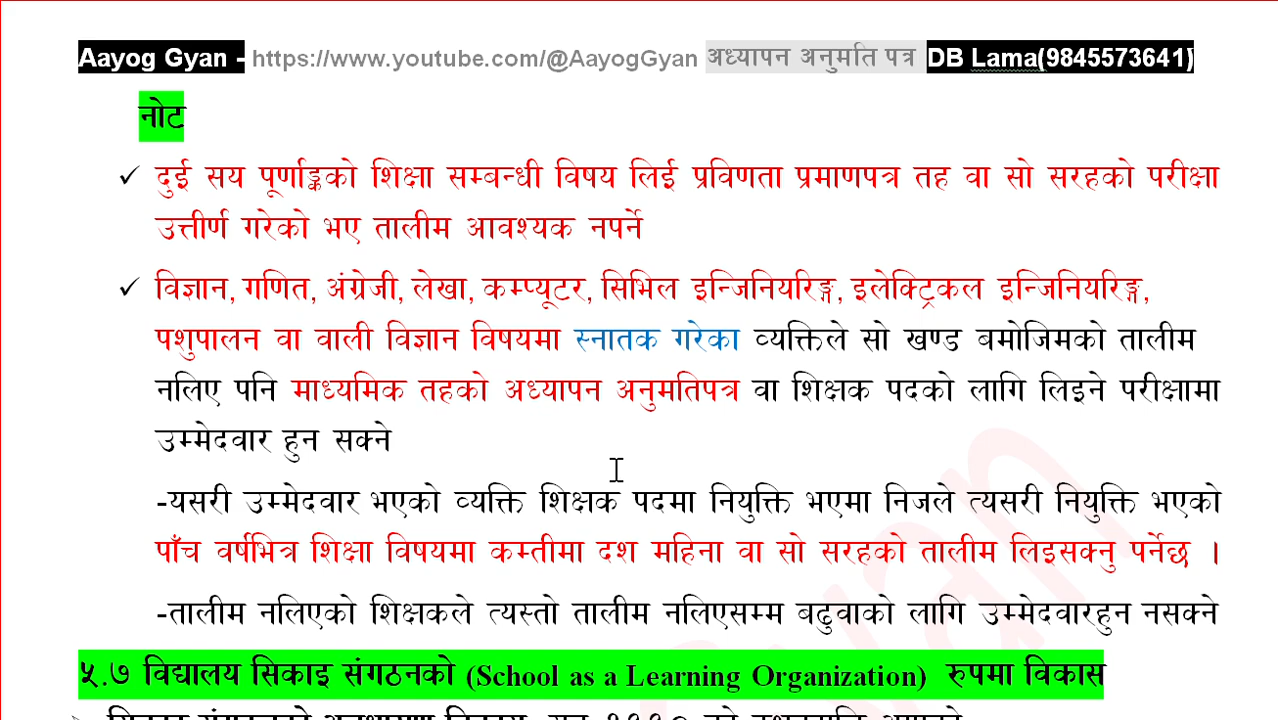 Aayog Gyan - https://www.youtube.com/@AayogGyan अध्यापन अनुमति पत्र DB Lama(9845573641)
नोट
✓ दुई सय पूर्णाङ्कको शिक्षा सम्बन्धी विषय लिई प्रविणता प्रमाणपत्र तह वा सो सरहको परीक्षा
उत्तीर्ण गरेको भए तालीम आवश्यक नपर्ने
✓ विज्ञान, गणित, अंग्रेजी, लेखा, कम्प्यूटर, सिभिल इन्जिनियरिङ्ग, इलेक्ट्रिकल इन्जिनियरिङ्ग,
पशुपालन वा वाली विज्ञान विषयमा स्नातक गरेका व्यक्तिले सो खण्ड बमोजिमको तालीम
नलिए पनि माध्यमिक तहको अध्यापन अनुमतिपत्र वा शिक्षक पदको लागि लिइने परीक्षामा
उम्मेदवार हुन सक्ने
-यसरी उम्मेदवार भएको व्यक्ति शिक्षक पदमा नियुक्ति भएमा निजले त्यसरी नियुक्ति भएको
पाँच वर्षभित्र शिक्षा विषयमा कम्तीमा दश महिना वा सो सरहको तालीम लिइसक्नु पर्नेछ ।
-तालीम नलिएको शिक्षकले त्यस्तो तालीम नलिएसम्म बढुवाको लागि उम्मेदवारहुन नसक्ने
५.७ विद्यालय सिकाइ संगठनको (School as a Learning Organization) रुपमा विकास